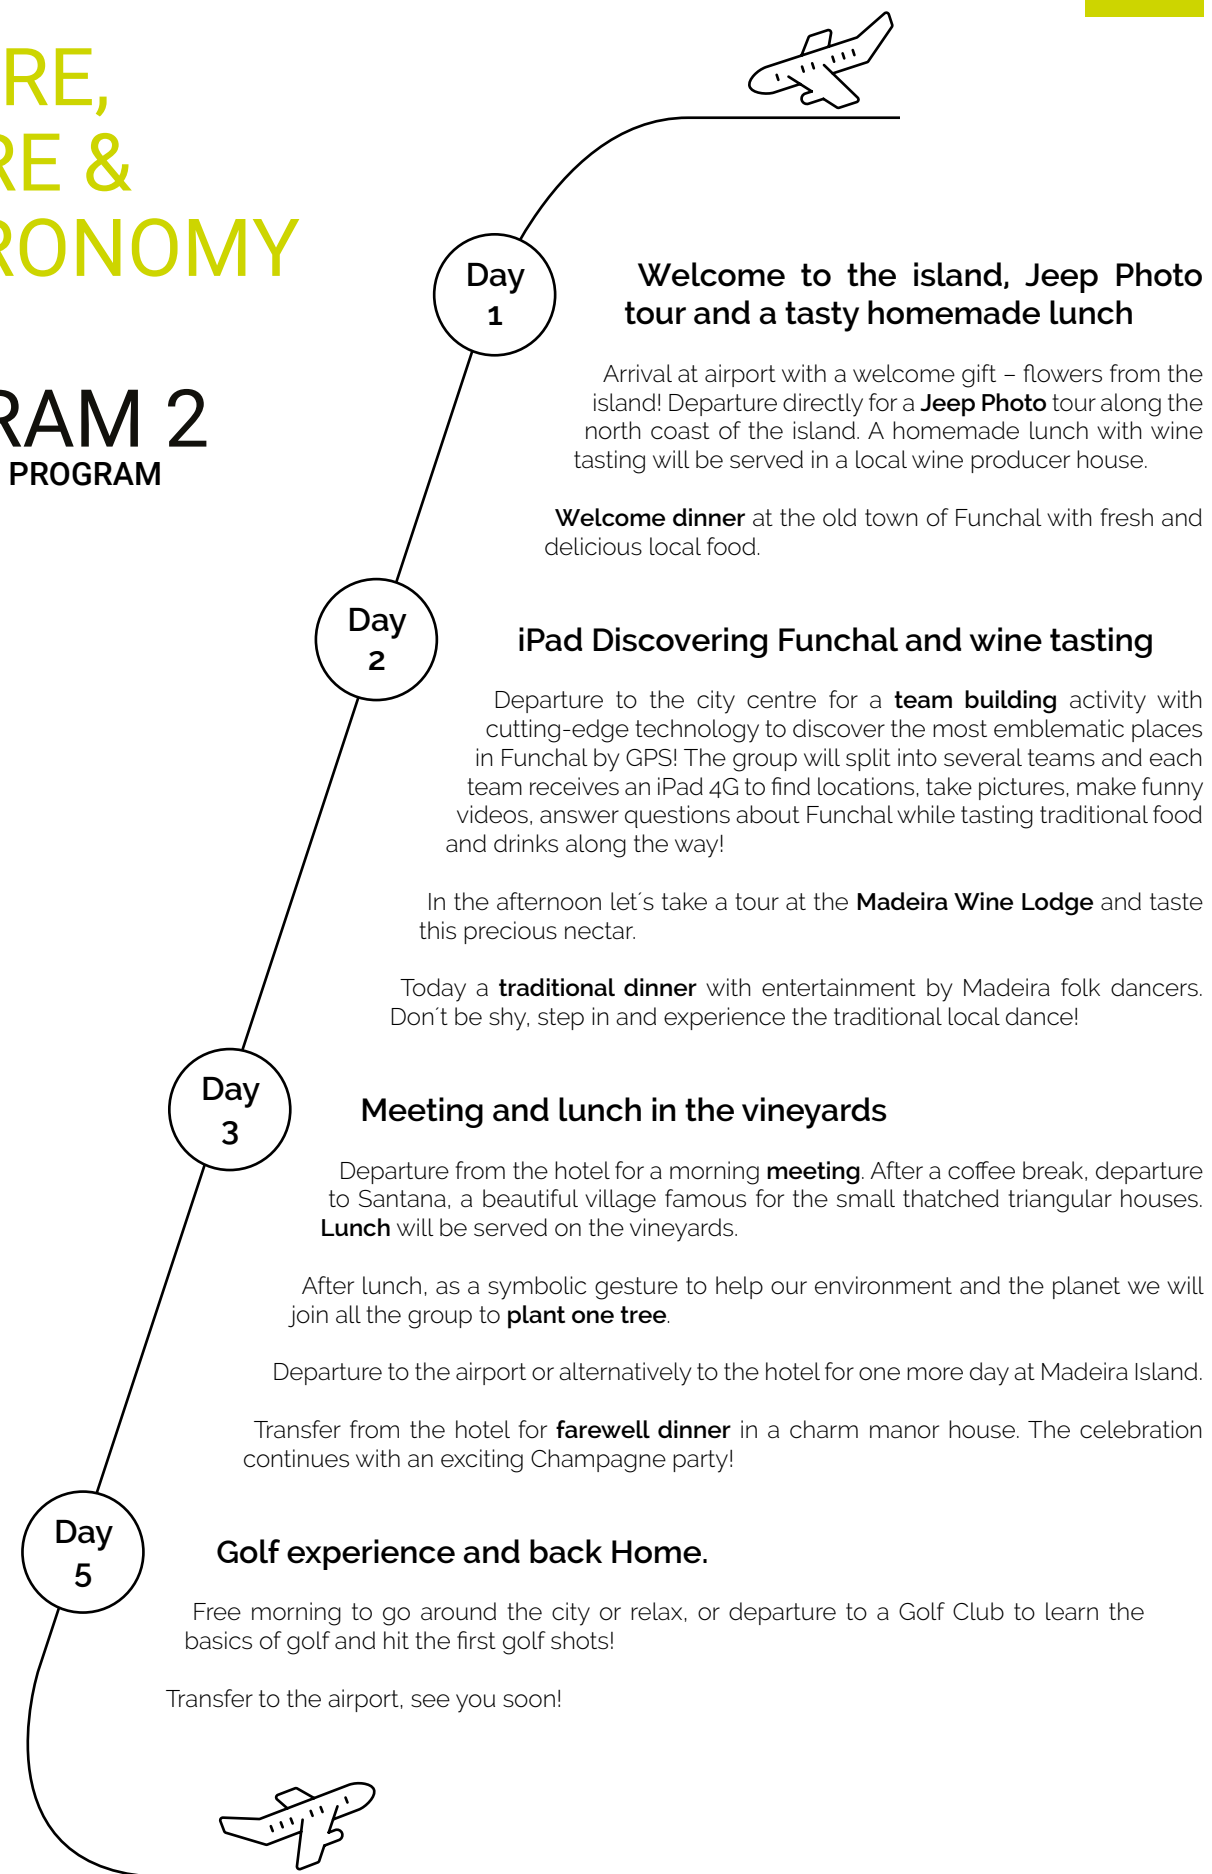 RE,
RE &
RONOMY
RAM 2
PROGRAM
Day
1
Welcome to the island, Jeep Photo
tour and a tasty homemade lunch
Arrival at airport with a welcome gift – flowers from the
island! Departure directly for a Jeep Photo tour along the
north coast of the island. A homemade lunch with wine
tasting will be served in a local wine producer house.
Welcome dinner at the old town of Funchal with fresh and
delicious local food.
Day
2
iPad Discovering Funchal and wine tasting
Departure to the city centre for a team building activity with
cutting-edge technology to discover the most emblematic places
in Funchal by GPS! The group will split into several teams and each
team receives an iPad 4G to find locations, take pictures, make funny
videos, answer questions about Funchal while tasting traditional food
and drinks along the way!
In the afternoon let´s take a tour at the Madeira Wine Lodge and taste
this precious nectar.
Today a traditional dinner with entertainment by Madeira folk dancers.
Don´t be shy, step in and experience the traditional local dance!
Day
3
Meeting and lunch in the vineyards
Departure from the hotel for a morning meeting. After a coffee break, departure
to Santana, a beautiful village famous for the small thatched triangular houses.
Lunch will be served on the vineyards.
After lunch, as a symbolic gesture to help our environment and the planet we will
join all the group to plant one tree.
Departure to the airport or alternatively to the hotel for one more day at Madeira Island.
Transfer from the hotel for farewell dinner in a charm manor house. The celebration
continues with an exciting Champagne party!
Day
5
Golf experience and back Home.
Free morning to go around the city or relax, or departure to a Golf Club to learn the
basics of golf and hit the first golf shots!
Transfer to the airport, see you soon!